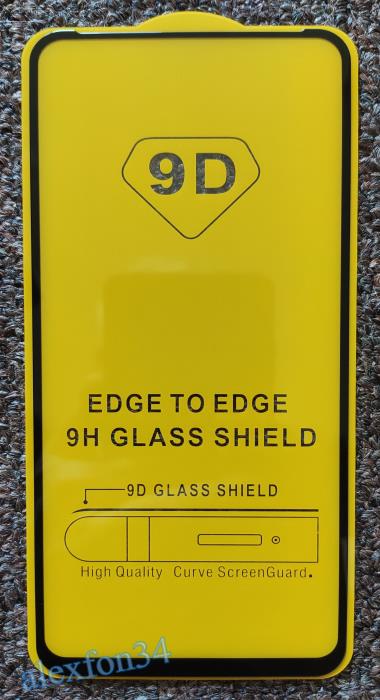 9D
EDGE TO EDGE
9H GLASS SHIELD
9D GLASS SHIELD
High Quality Curve ScreenGuard.
alexfon34